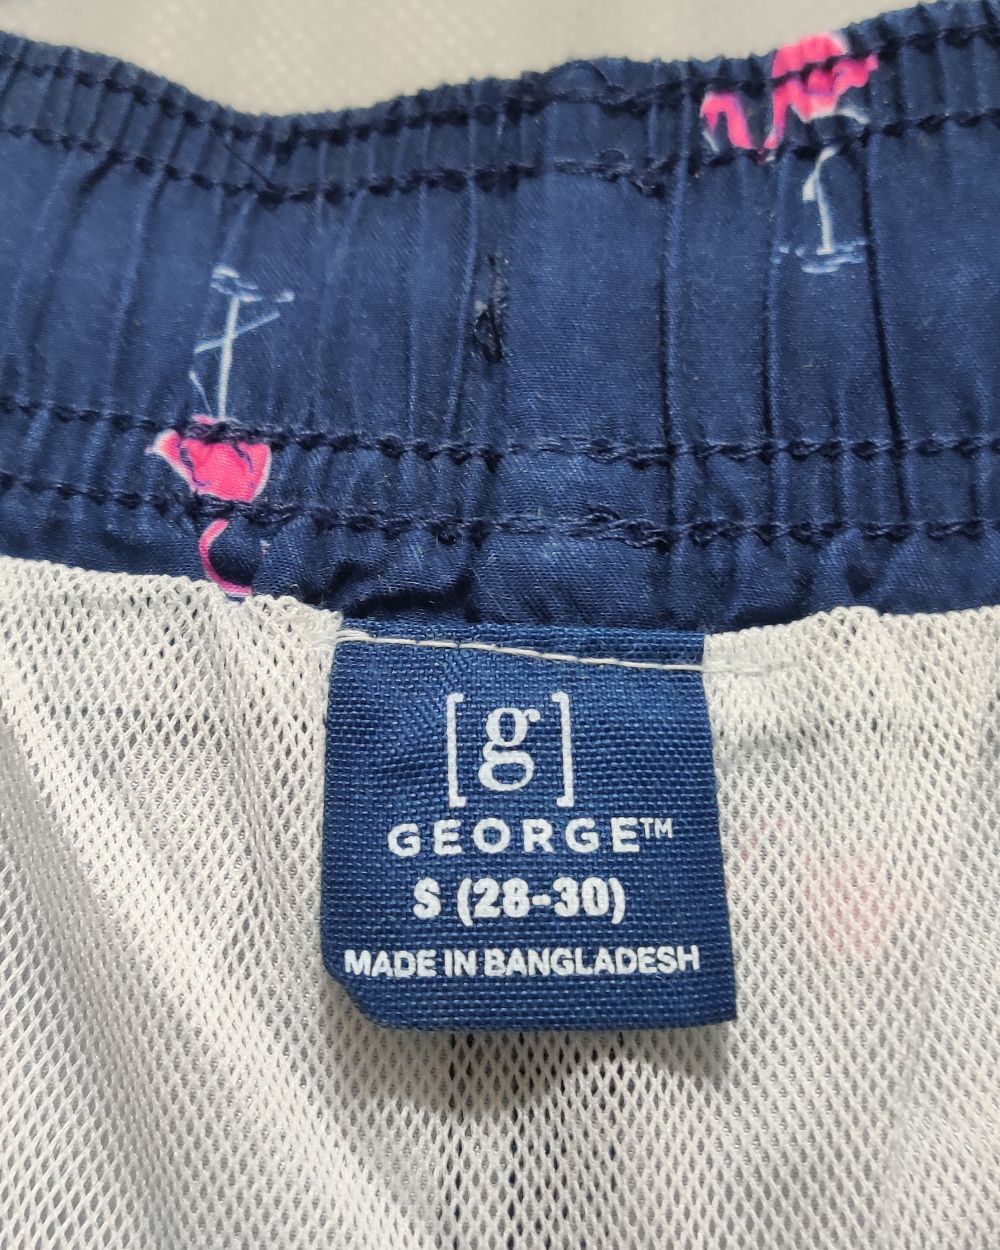 [g]
GEORGE™
S (28-30)
MADE IN BANGLADESH